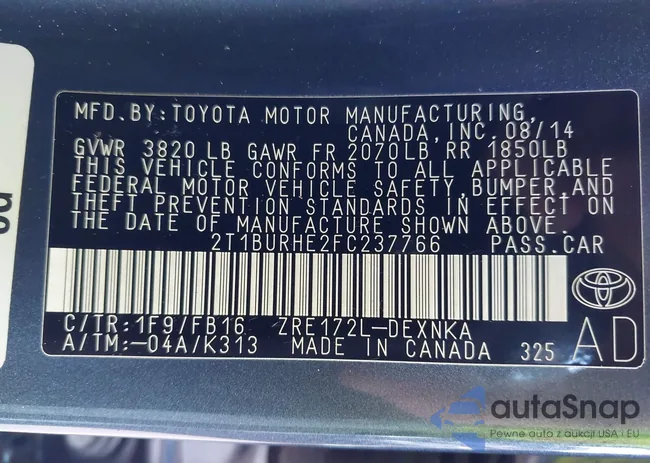 MFD.BY:TOYOTA MOTOR MANUFACTURING,
CANADA, INC. 08/14
GVWR 3820 LB GAWR FR 2070LB, RR 1850LB
THIS VEHICLE CONFORMS TO ALL APPLICABLE
FEDERAL MOTOR VEHICLE SAFETY, BUMPER, AND
THEFT PREVENTION STANDARDS IN EFFECT ON
THE DATE OF MANUFACTURE SHOWN ABOVE.
2T1BURHE2FC237766 PASS.CAR
C/TR:1F9/FB16 ZRE172L-DEXNKA
A/TM:-04A/K313 MADE IN CANADA 325 AD
autaSnap
Pewne auto z aukcji USA i EU